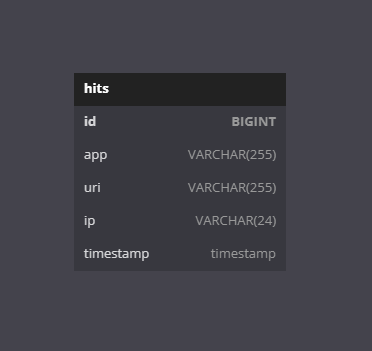 hits
id BIGINT
app VARCHAR(255)
uri VARCHAR(255)
ip VARCHAR(24)
timestamp timestamp